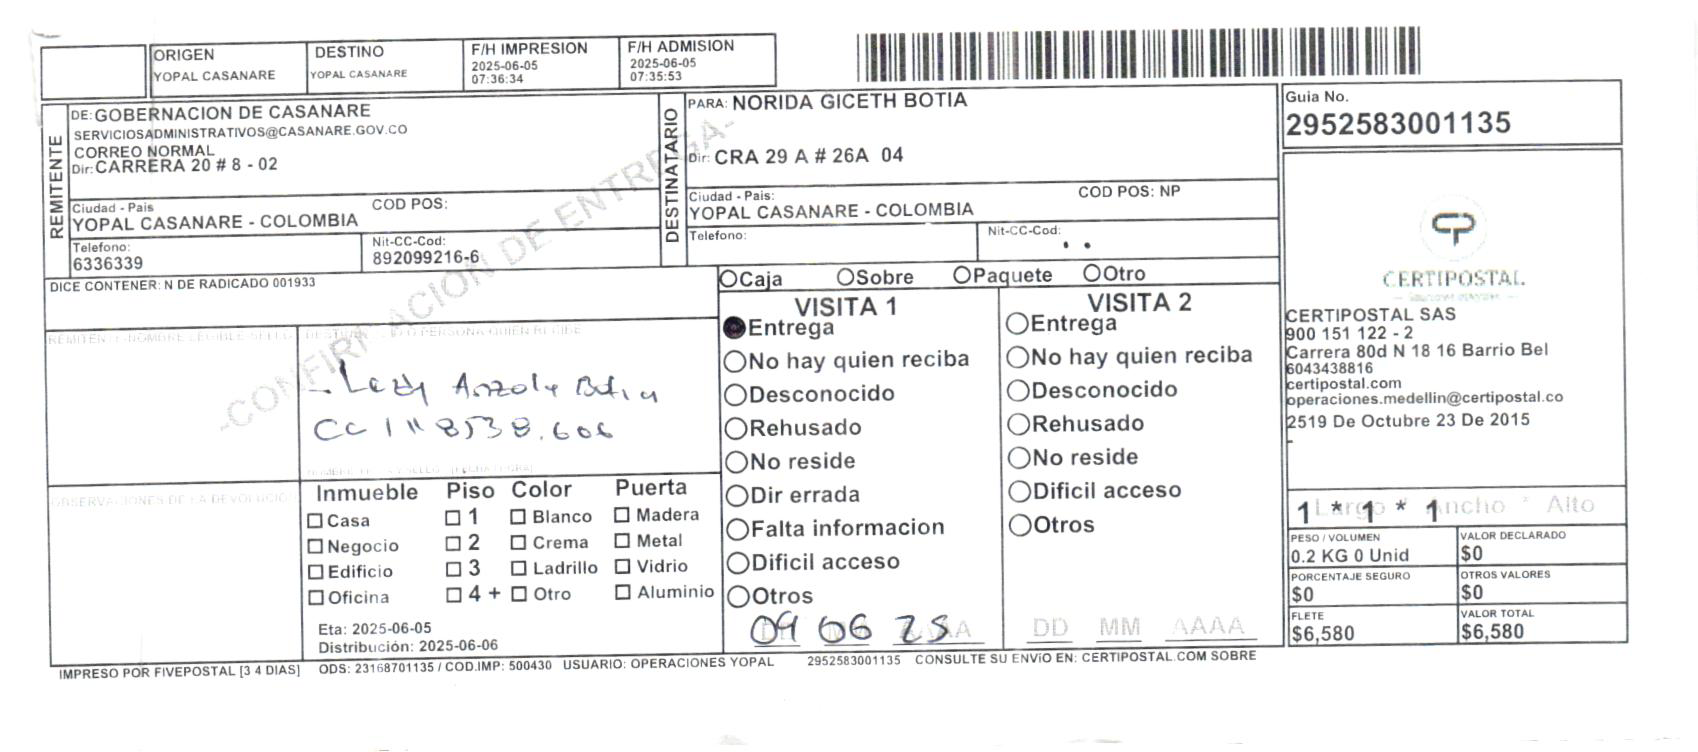 ORIGEN
YOPAL CASANARE
DESTINO
YOPAL CASANARE
F/H IMPRESION
2025-06-05
07:36:34
F/H ADMISION
2025-06-05
07:35:53
REMITENTE
DE: GOBERNACION DE CASANARE
SERVICIOSADMINISTRATIVOS@CASANARE.GOV.CO
CORREO NORMAL
Dir: CARRERA 20 # 8 - 02
Ciudad - Pais
COD POS:
YOPAL CASANARE - COLOMBIA
Telefono:
6336339
Nit-CC-Cod:
892099216-6
DESTINATARIO
PARA: NORIDA GICETH BOTIA
Dir: CRA 29 A # 26A 04
Ciudad - Pais:
COD POS: NP
YOPAL CASANARE - COLOMBIA
Telefono:
Nit-CC-Cod:
Guia No.
2952583001135
-CONFIRMACION DE ENTREGA-
DICE CONTENER: N DE RADICADO 001933
REMITENTE-NOMBRE LEGIBLE-SELLO
PERSONA QUIEN RECIBE
Botia
CC 1118538.606
OBSERVACIONES DE LA DEVOLUCION
Inmueble Piso Color Puerta
Casa 1 Blanco Madera
Negocio 2 Crema Metal
Edificio 3 Ladrillo Vidrio
Oficina 4 + Otro Aluminio
Eta: 2025-06-05
Distribución: 2025-06-06
Caja Sobre Paquete Otro
VISITA 1
Entrega
No hay quien reciba
Desconocido
Rehusado
No reside
Dir errada
Falta informacion
Dificil acceso
Otros
09 06 25
VISITA 2
Entrega
No hay quien reciba
Desconocido
Rehusado
No reside
Dificil acceso
Otros
DD MM AAAA
CERTIPOSTAL
CERTIPOSTAL SAS
900 151 122 - 2
Carrera 80d N 18 16 Barrio Bel
6043438816
certipostal.com
operaciones.medellin@certipostal.co
2519 De Octubre 23 De 2015
-
1 * 1 * 1
Largo * Ancho * Alto
PESO / VOLUMEN
0.2 KG 0 Unid
VALOR DECLARADO
$0
PORCENTAJE SEGURO
$0
OTROS VALORES
$0
FLETE
$6,580
VALOR TOTAL
$6,580
IMPRESO POR FIVEPOSTAL [3 4 DIAS] ODS: 23168701135 / COD.IMP: 500430 USUARIO: OPERACIONES YOPAL 2952583001135 CONSULTE SU ENVíO EN: CERTIPOSTAL.COM SOBRE